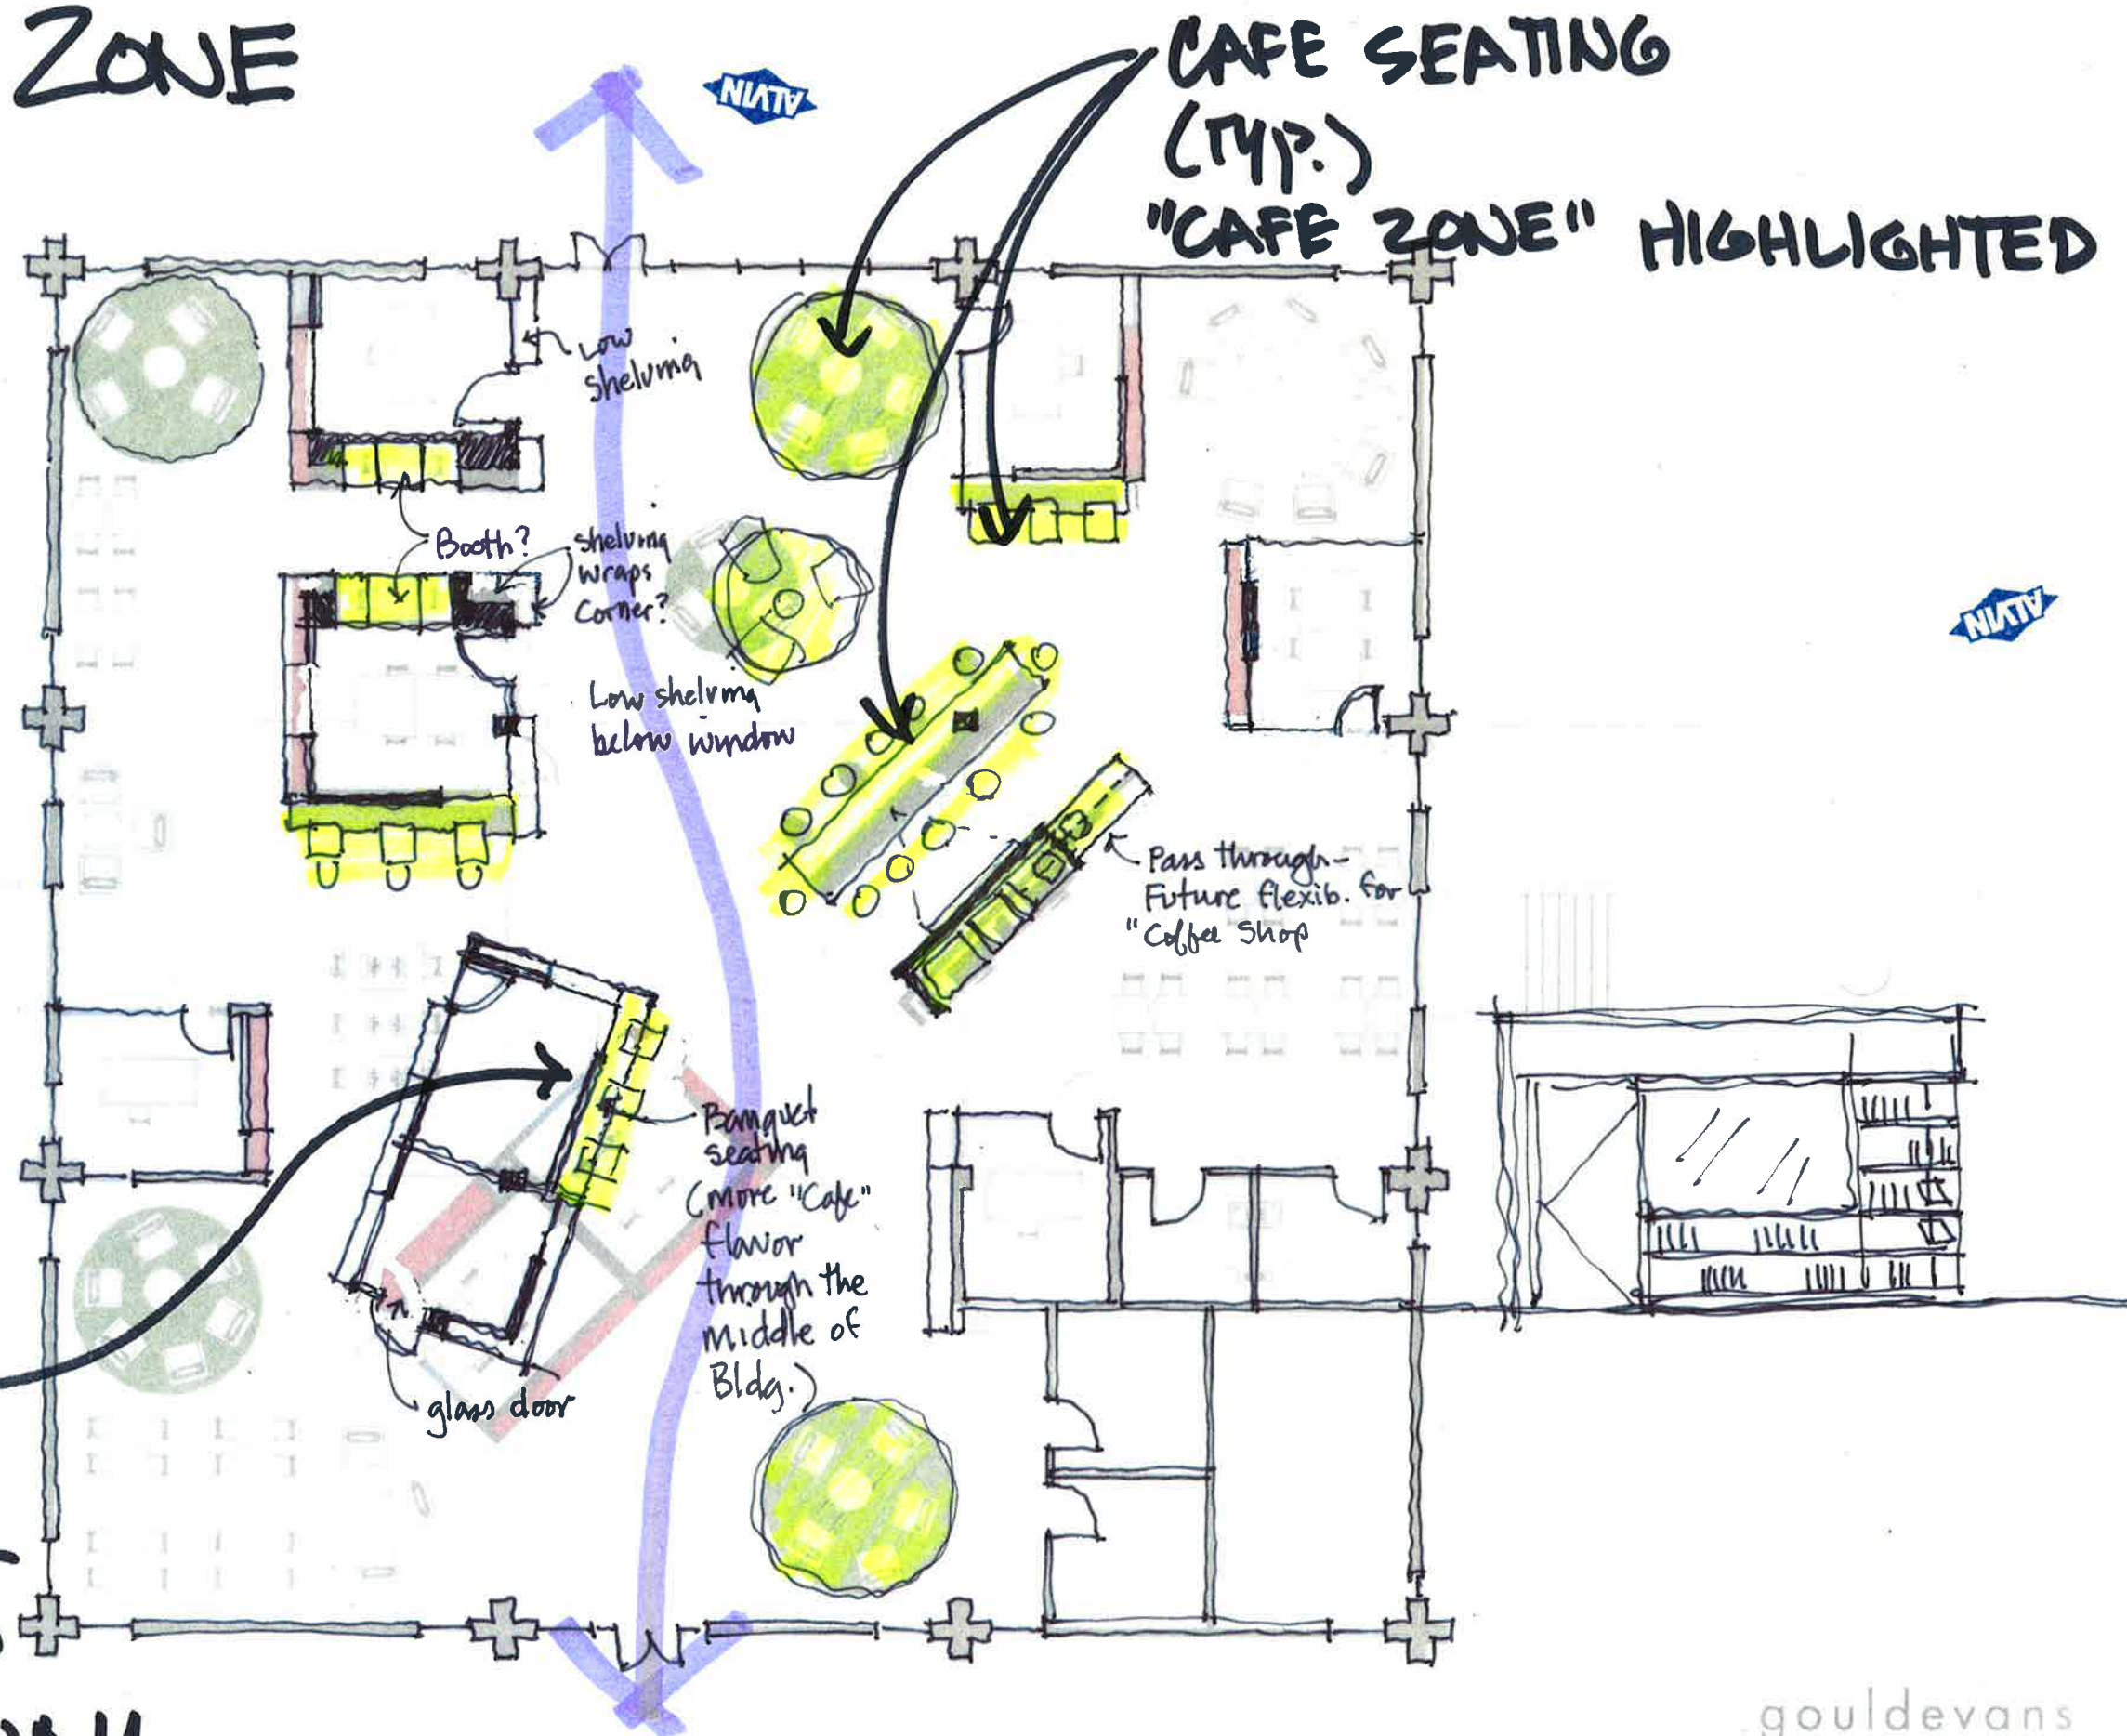 ZONE
ALVIN
CAFE SEATING
(TYP.)
"CAFE ZONE" HIGHLIGHTED
Low
shelving
Booth?
shelving
wraps
corner?
Low shelving
below window
ALVIN
Pass through-
Future flexib. for
"Coffee Shop
Banquet
seating
(more "Cafe"
flavor
through the
middle of
Bldg.)
glass door
gouldevans